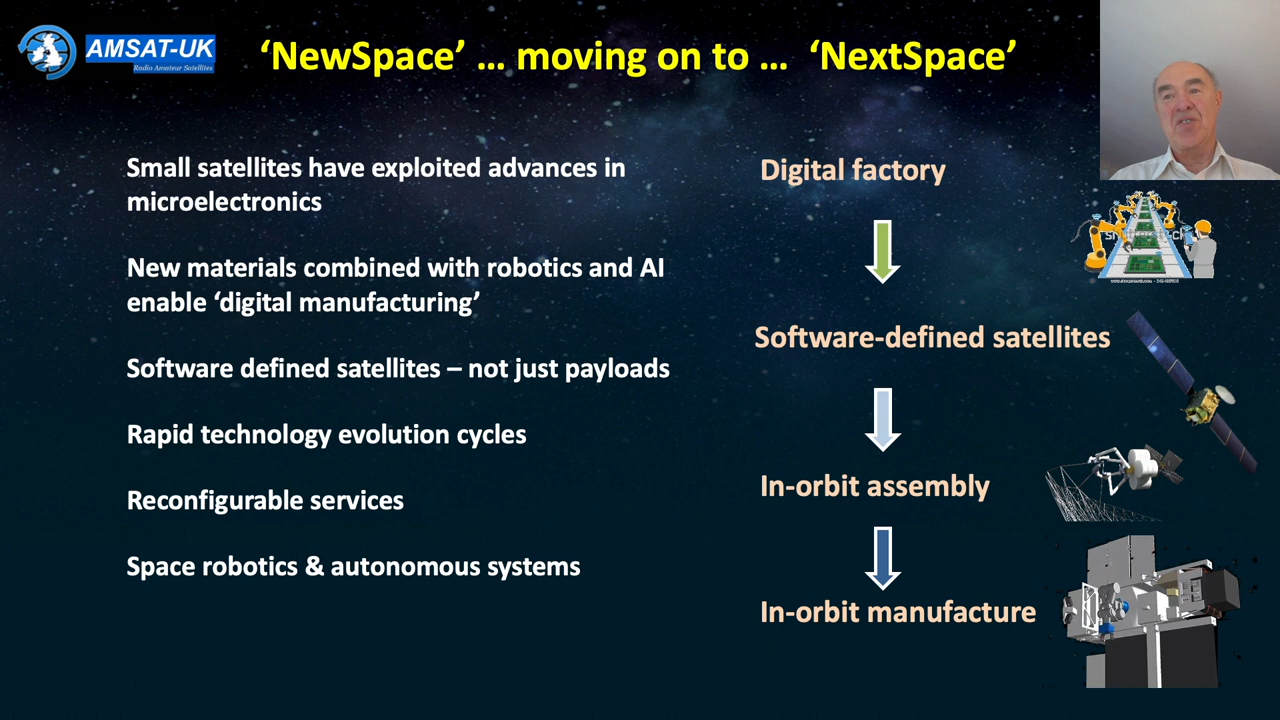 AMSAT-UK
Radio Amateur Satellites
‘NewSpace’ ... moving on to ... ‘NextSpace’
Small satellites have exploited advances in
microelectronics
New materials combined with robotics and AI
enable ‘digital manufacturing’
Software defined satellites – not just payloads
Rapid technology evolution cycles
Reconfigurable services
Space robotics & autonomous systems
Digital factory
Software-defined satellites
In-orbit assembly
In-orbit manufacture